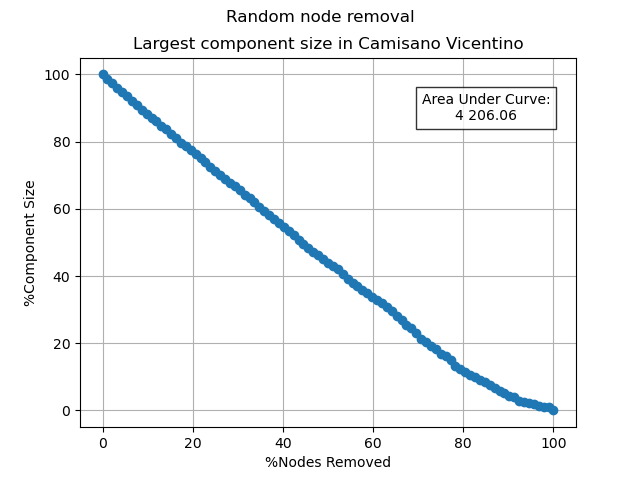 Random node removal
Largest component size in Camisano Vicentino
100
80
60
40
20
0
%Component Size
Area Under Curve:
4 206.06
0 20 40 60 80 100
%Nodes Removed